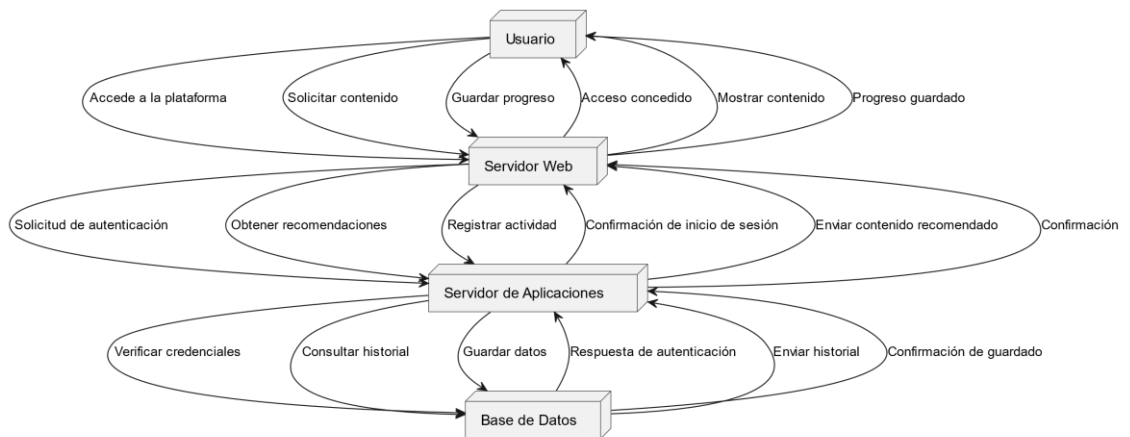 Usuario
Accede a la plataforma
Solicitar contenido
Guardar progreso
Acceso concedido
Mostrar contenido
Progreso guardado
Servidor Web
Solicitud de autenticación
Obtener recomendaciones
Registrar actividad
Confirmación de inicio de sesión
Enviar contenido recomendado
Confirmación
Servidor de Aplicaciones
Verificar credenciales
Consultar historial
Guardar datos
Respuesta de autenticación
Enviar historial
Confirmación de guardado
Base de Datos